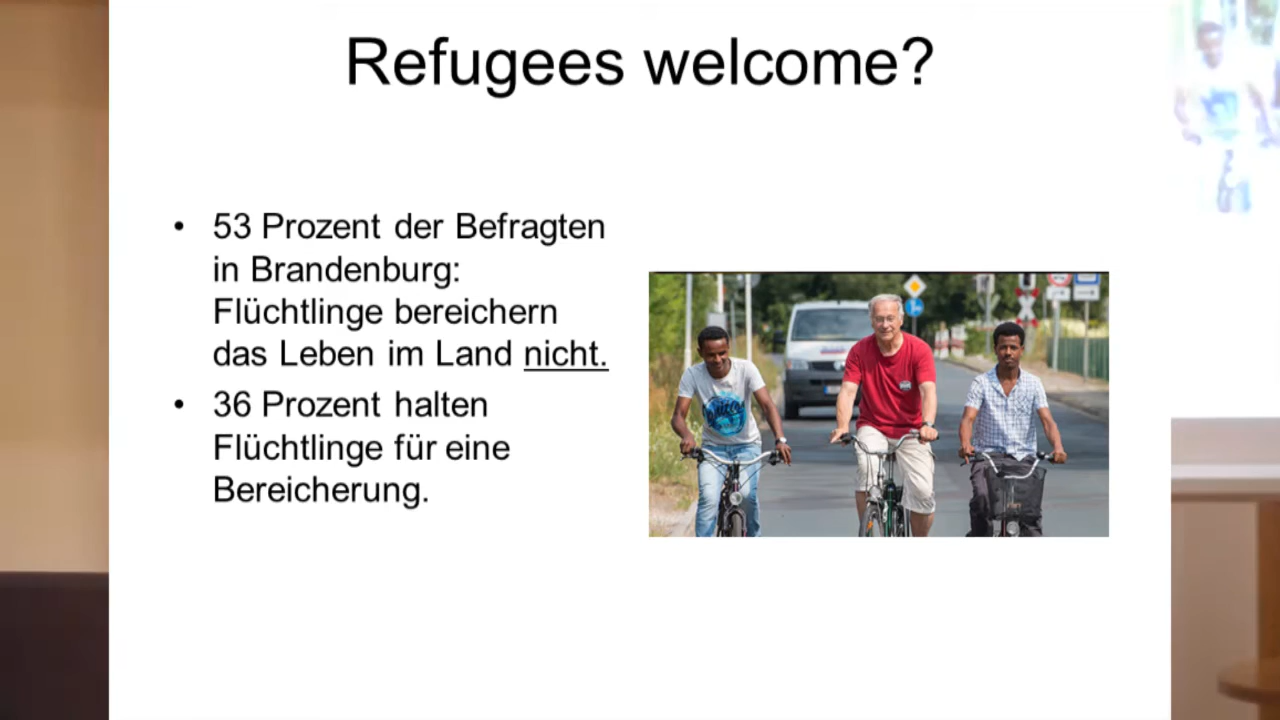 Refugees welcome?
• 53 Prozent der Befragten
in Brandenburg:
Flüchtlinge bereichern
das Leben im Land nicht.
• 36 Prozent halten
Flüchtlinge für eine
Bereicherung.